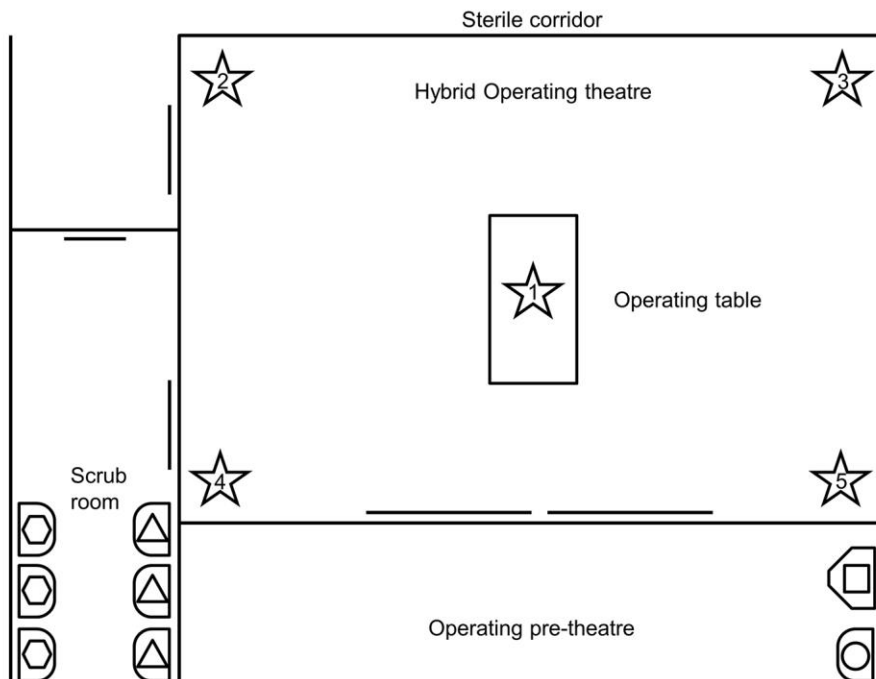 Sterile corridor
2
3
Hybrid Operating theatre
1
Operating table
Scrub
room
4
5
Operating pre-theatre